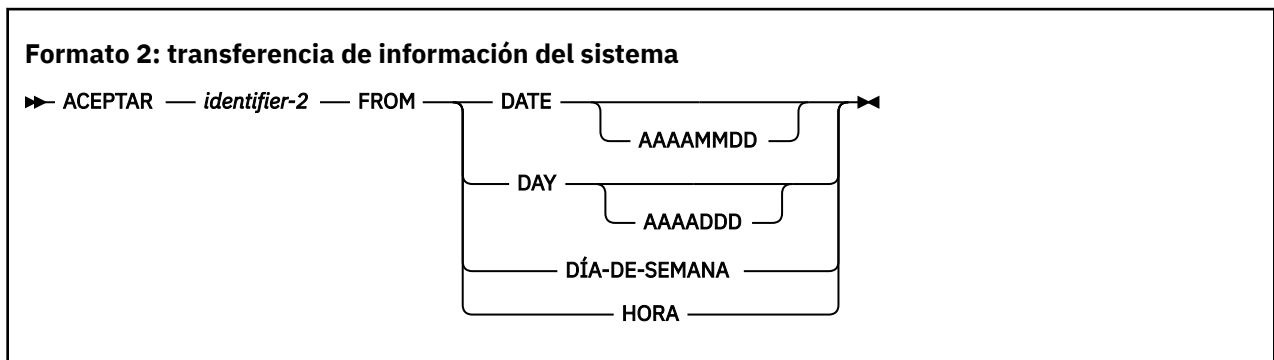 Formato 2: transferencia de información del sistema
ACEPTAR identifier-2 FROM DATE
AAAAMMDD
DAY
AAAADDD
DÍA-DE-SEMANA
HORA